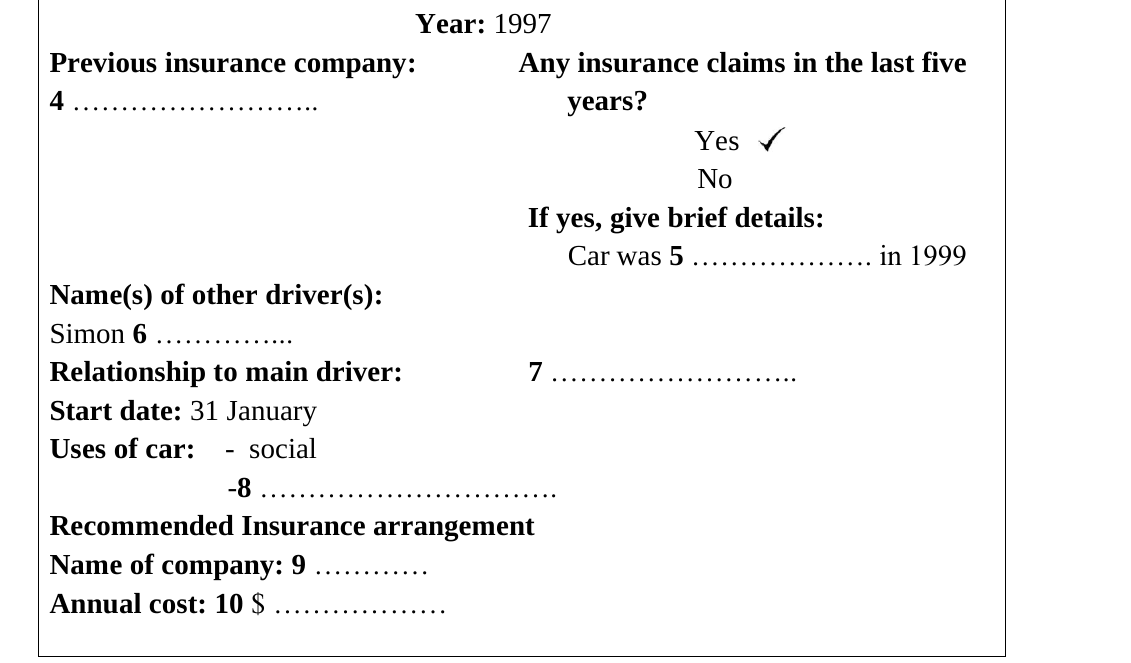 Year: 1997
Previous insurance company:
4 ……………………..
Any insurance claims in the last five
years?
Yes ✓
No
If yes, give brief details:
Car was 5 ………………. in 1999
Name(s) of other driver(s):
Simon 6 …………...
Relationship to main driver: 7 ……………………..
Start date: 31 January
Uses of car: - social
-8 ………………………….
Recommended Insurance arrangement
Name of company: 9 …………
Annual cost: 10 $ ………………